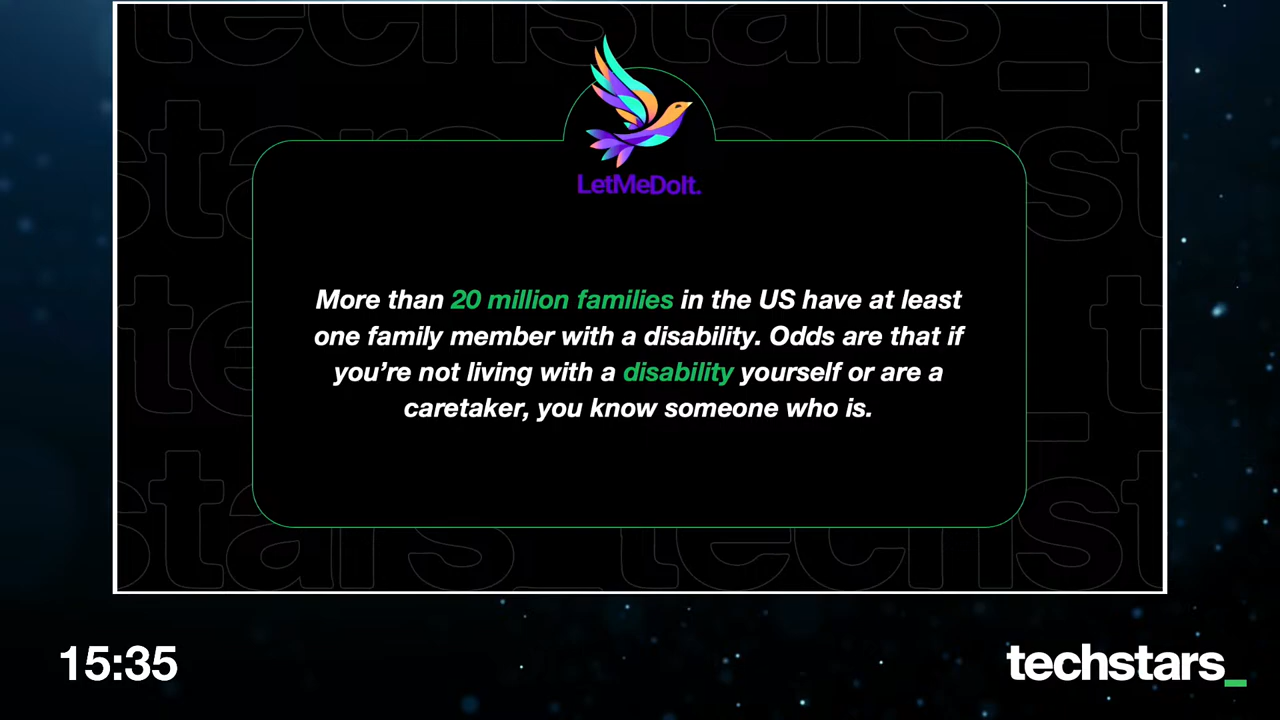 LetMeDoIt.
More than 20 million families in the US have at least
one family member with a disability. Odds are that if
you're not living with a disability yourself or are a
caretaker, you know someone who is.
15:35
techstars_